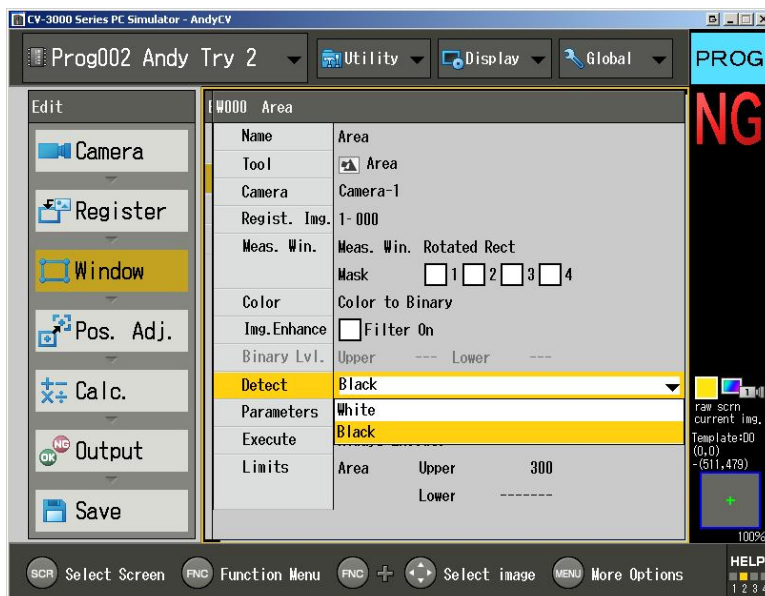 CV-3000 Series PC Simulator - AndyCV
Prog002 Andy Try 2
Utility
Display
Global
PROG
NG
Edit
Camera
Register
Window
Pos. Adj.
Calc.
Output
Save
W000 Area
Name Area
Tool Area
Camera Camera-1
Regist. Img. 1-000
Meas. Win. Meas. Win. Rotated Rect
Mask 1 2 3 4
Color Color to Binary
Img.Enhance Filter On
Binary Lvl. Upper --- Lower ---
Detect Black
Parameters White
Execute Black
Limits Area Upper 300
Lower -------
raw scrn
current img.
Template:00
(0,0)
-(511,479)
100%
SCR Select Screen FNC Function Menu FNC + Select image MENU More Options
HELP
1 2 3 4